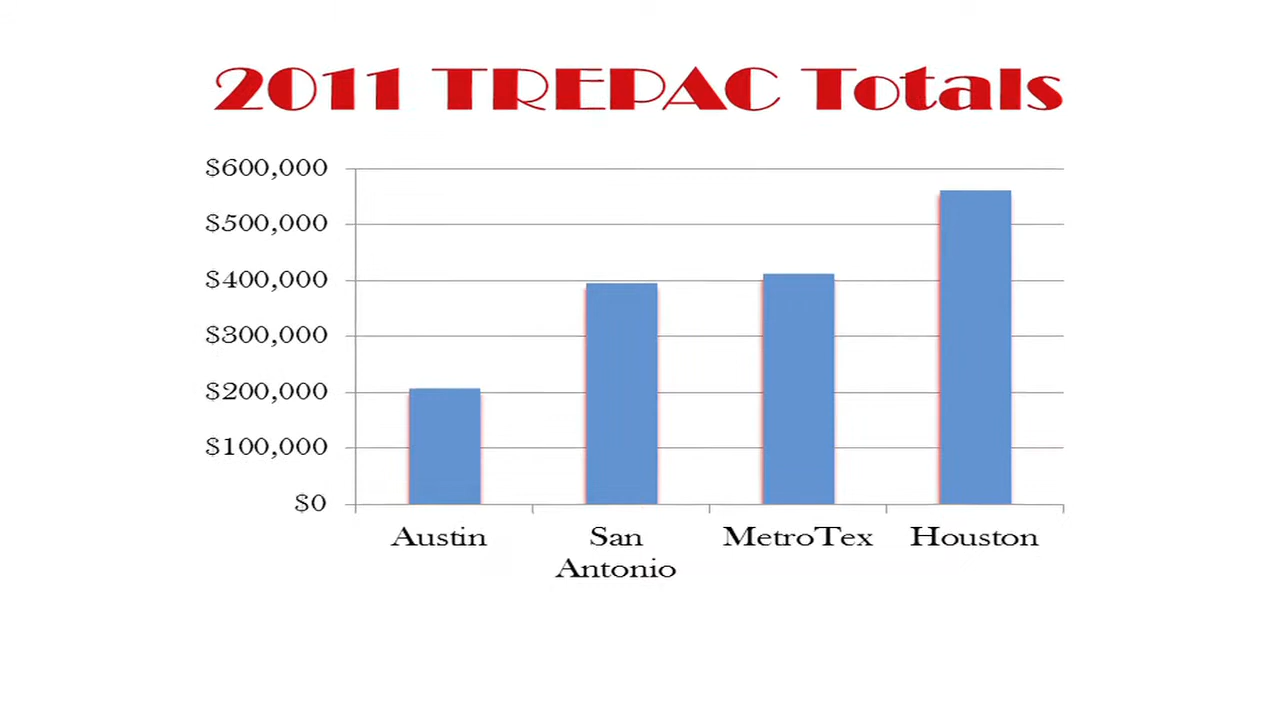 2011 TREPAC Totals
$600,000
$500,000
$400,000
$300,000
$200,000
$100,000
$0
Austin
San
Antonio
MetroTex
Houston